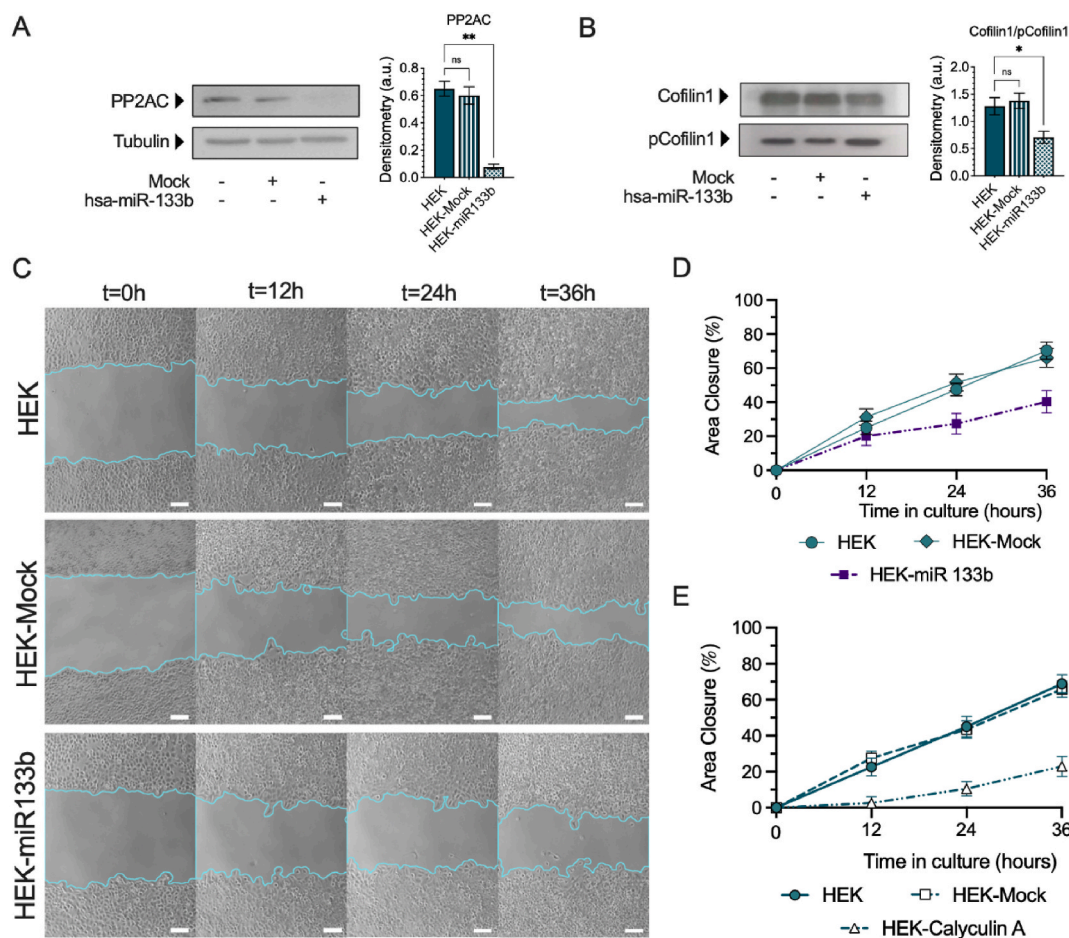 A
PP2AC
Tubulin
Mock - + -
hsa-miR-133b - - +
PP2AC
**
ns
Densitometry (a.u.)
0.8
0.6
0.4
0.2
0.0
HEK
HEK-Mock
HEK-miR133b
B
Cofilin1
pCofilin1
Mock - + -
hsa-miR-133b - - +
Cofilin1/pCofilin1
*
ns
Densitometry (a.u.)
2.0
1.5
1.0
0.5
0.0
HEK
HEK-Mock
HEK-miR133b
C
t=0h t=12h t=24h t=36h
HEK
HEK-Mock
HEK-miR133b
D
Area Closure (%)
100
80
60
40
20
0
0 12 24 36
Time in culture (hours)
HEK HEK-Mock
HEK-miR 133b
E
Area Closure (%)
100
80
60
40
20
0
0 12 24 36
Time in culture (hours)
HEK HEK-Mock
HEK-Calyculin A